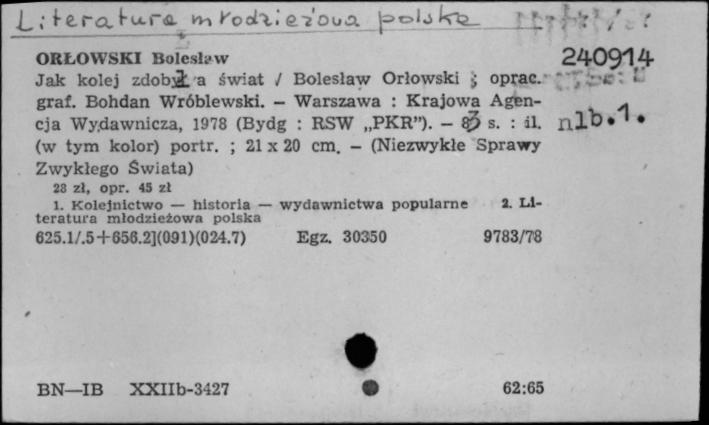 Literatura młodzieżowa polska
ORŁOWSKI Bolesław 240914
Jak kolej zdobyła świat / Bolesław Orłowski ; oprac.
graf. Bohdan Wróblewski. — Warszawa : Krajowa Agen-
cja Wydawnicza, 1978 (Bydg : RSW „PKR”). — 83 s. : il. nlb.1.
(w tym kolor) portr. ; 21 x 20 cm. — (Niezwykłe Sprawy
Zwykłego Świata)
28 zł, opr. 45 zł
1. Kolejnictwo — historia — wydawnictwa popularne 2. Li-
teratura młodzieżowa polska
625.1/.5+656.2](091)(024.7) Egz. 30350 9783/78
BN—IB XXIIb-3427 62:65